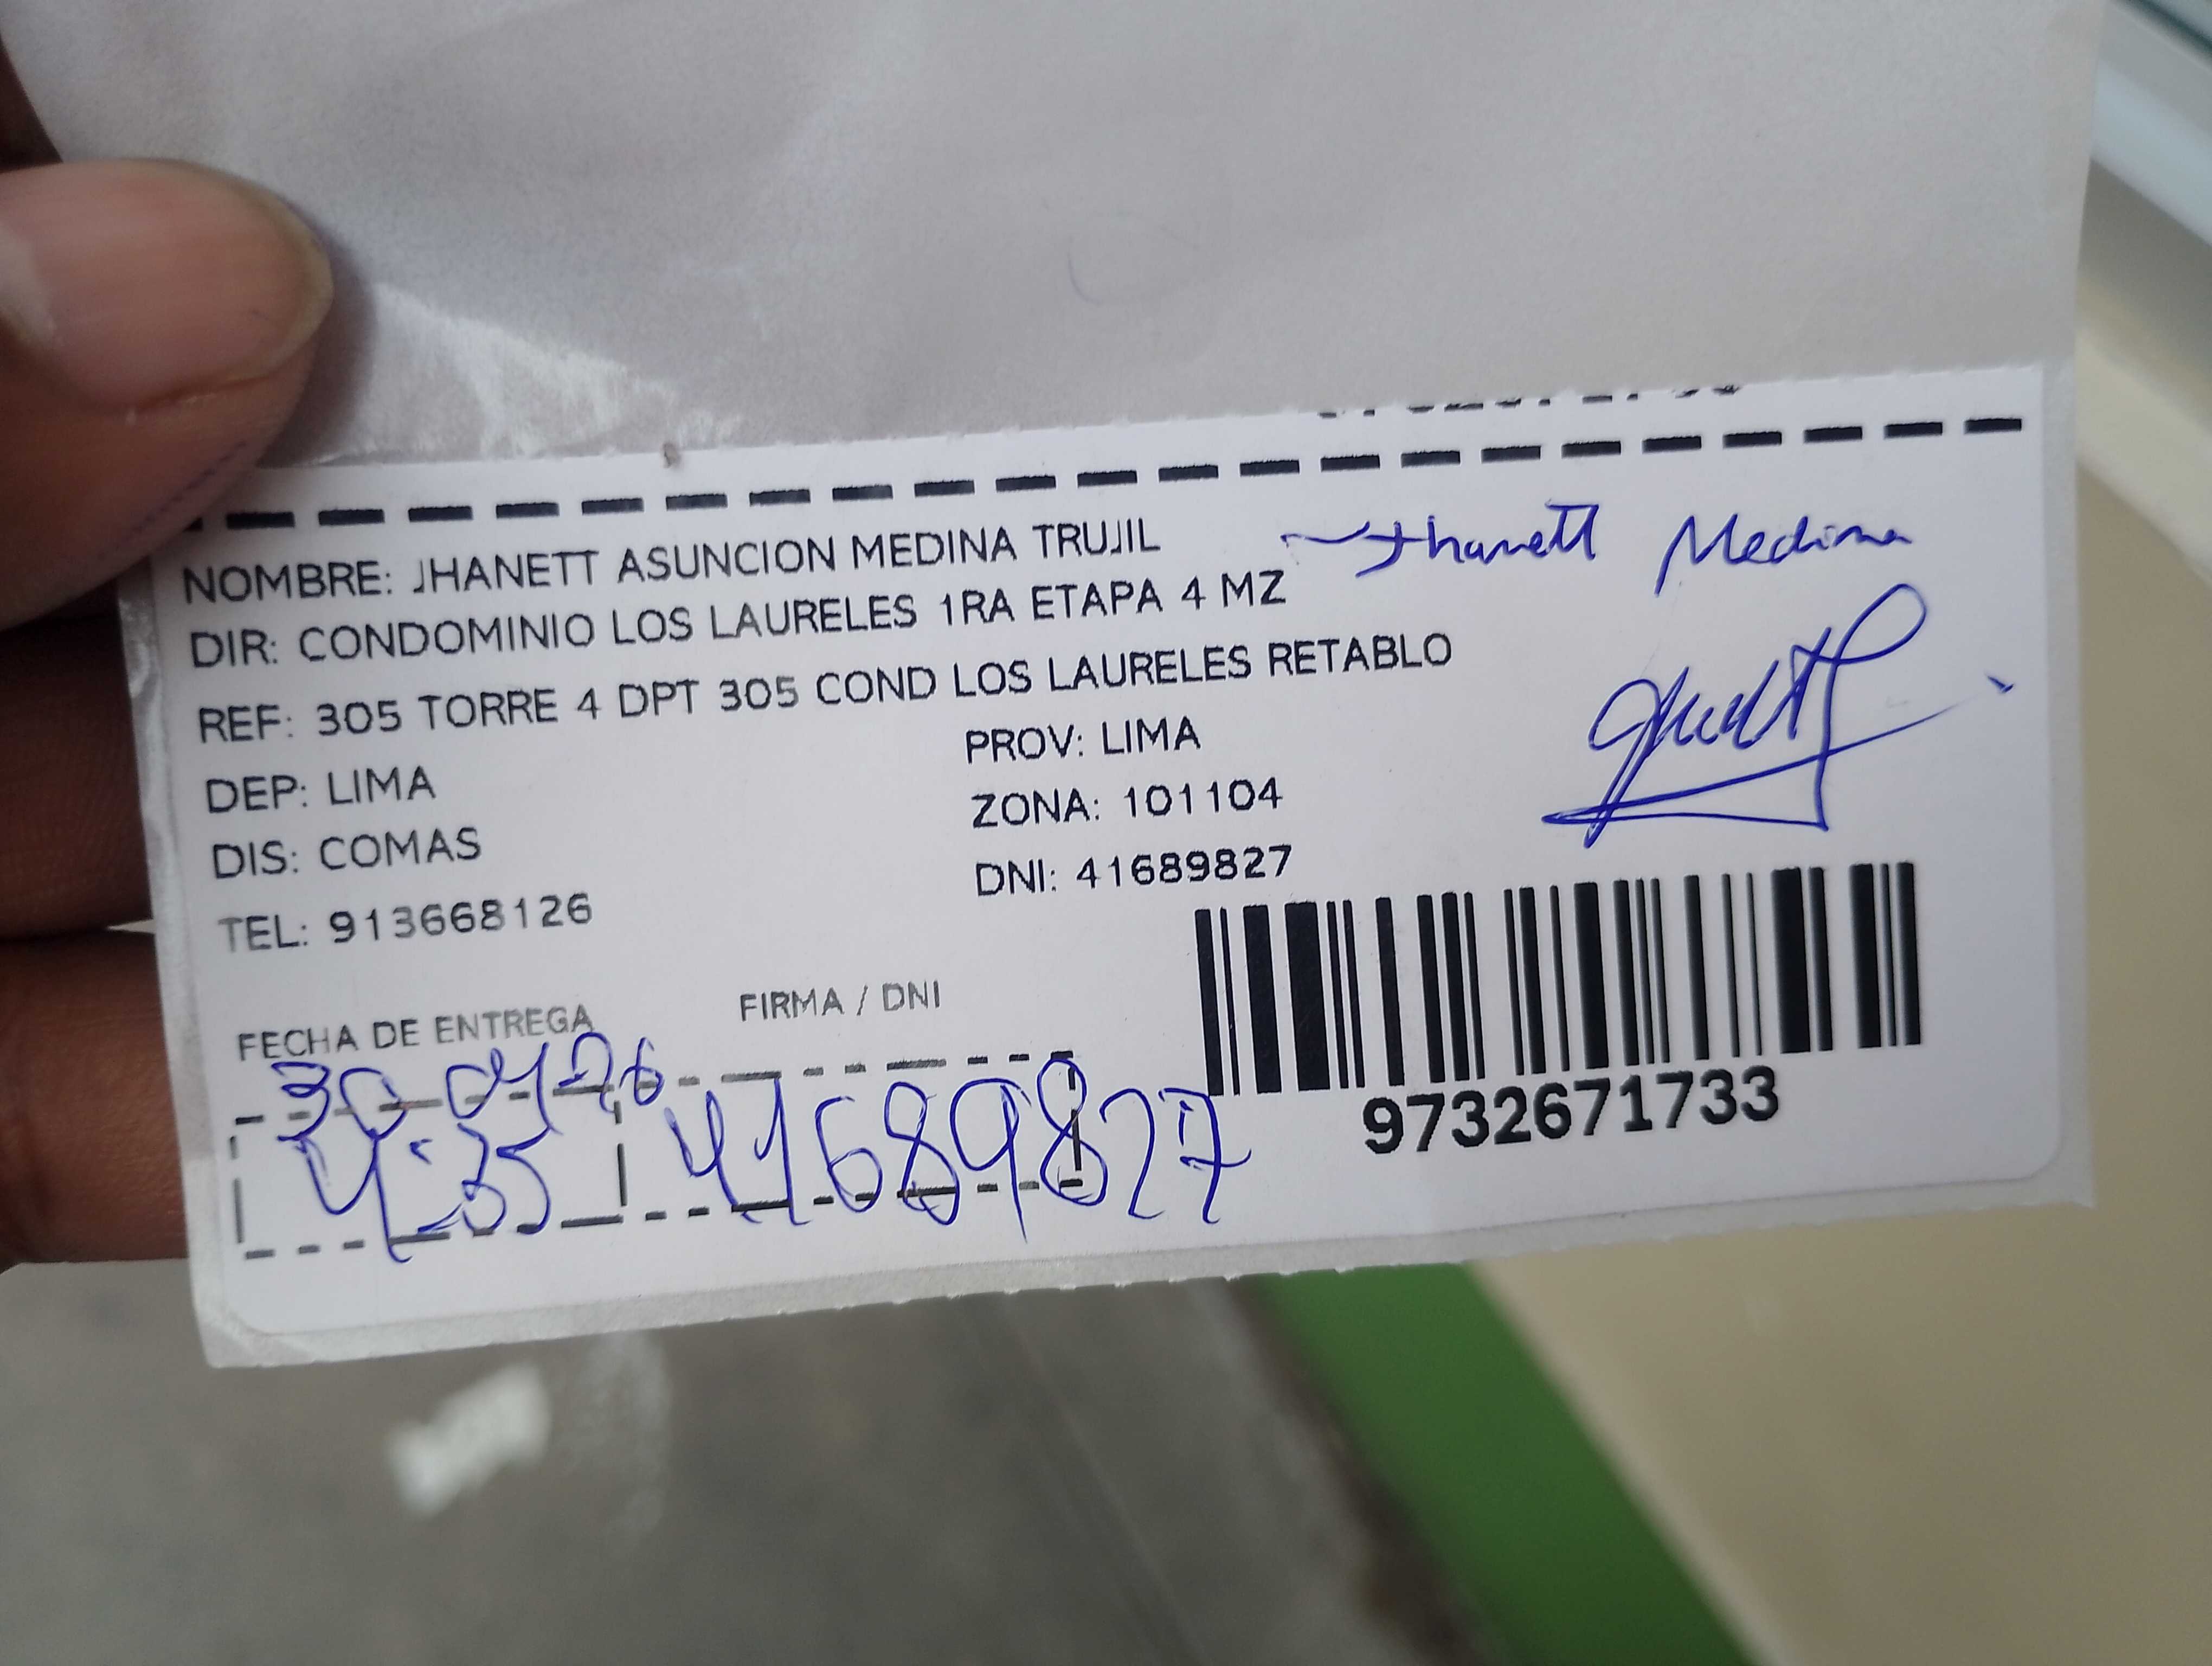 NOMBRE: JHANETT ASUNCION MEDINA TRUJIL
Jhanett Medina
DIR: CONDOMINIO LOS LAURELES 1RA ETAPA 4 MZ
REF: 305 TORRE 4 DPT 305 COND LOS LAURELES RETABLO
DEP: LIMA
PROV: LIMA
DIS: COMAS
ZONA: 101104
TEL: 913668126
DNI: 41689827
FECHA DE ENTREGA
FIRMA / DNI
30 04 26
4:35
41689827
9732671733